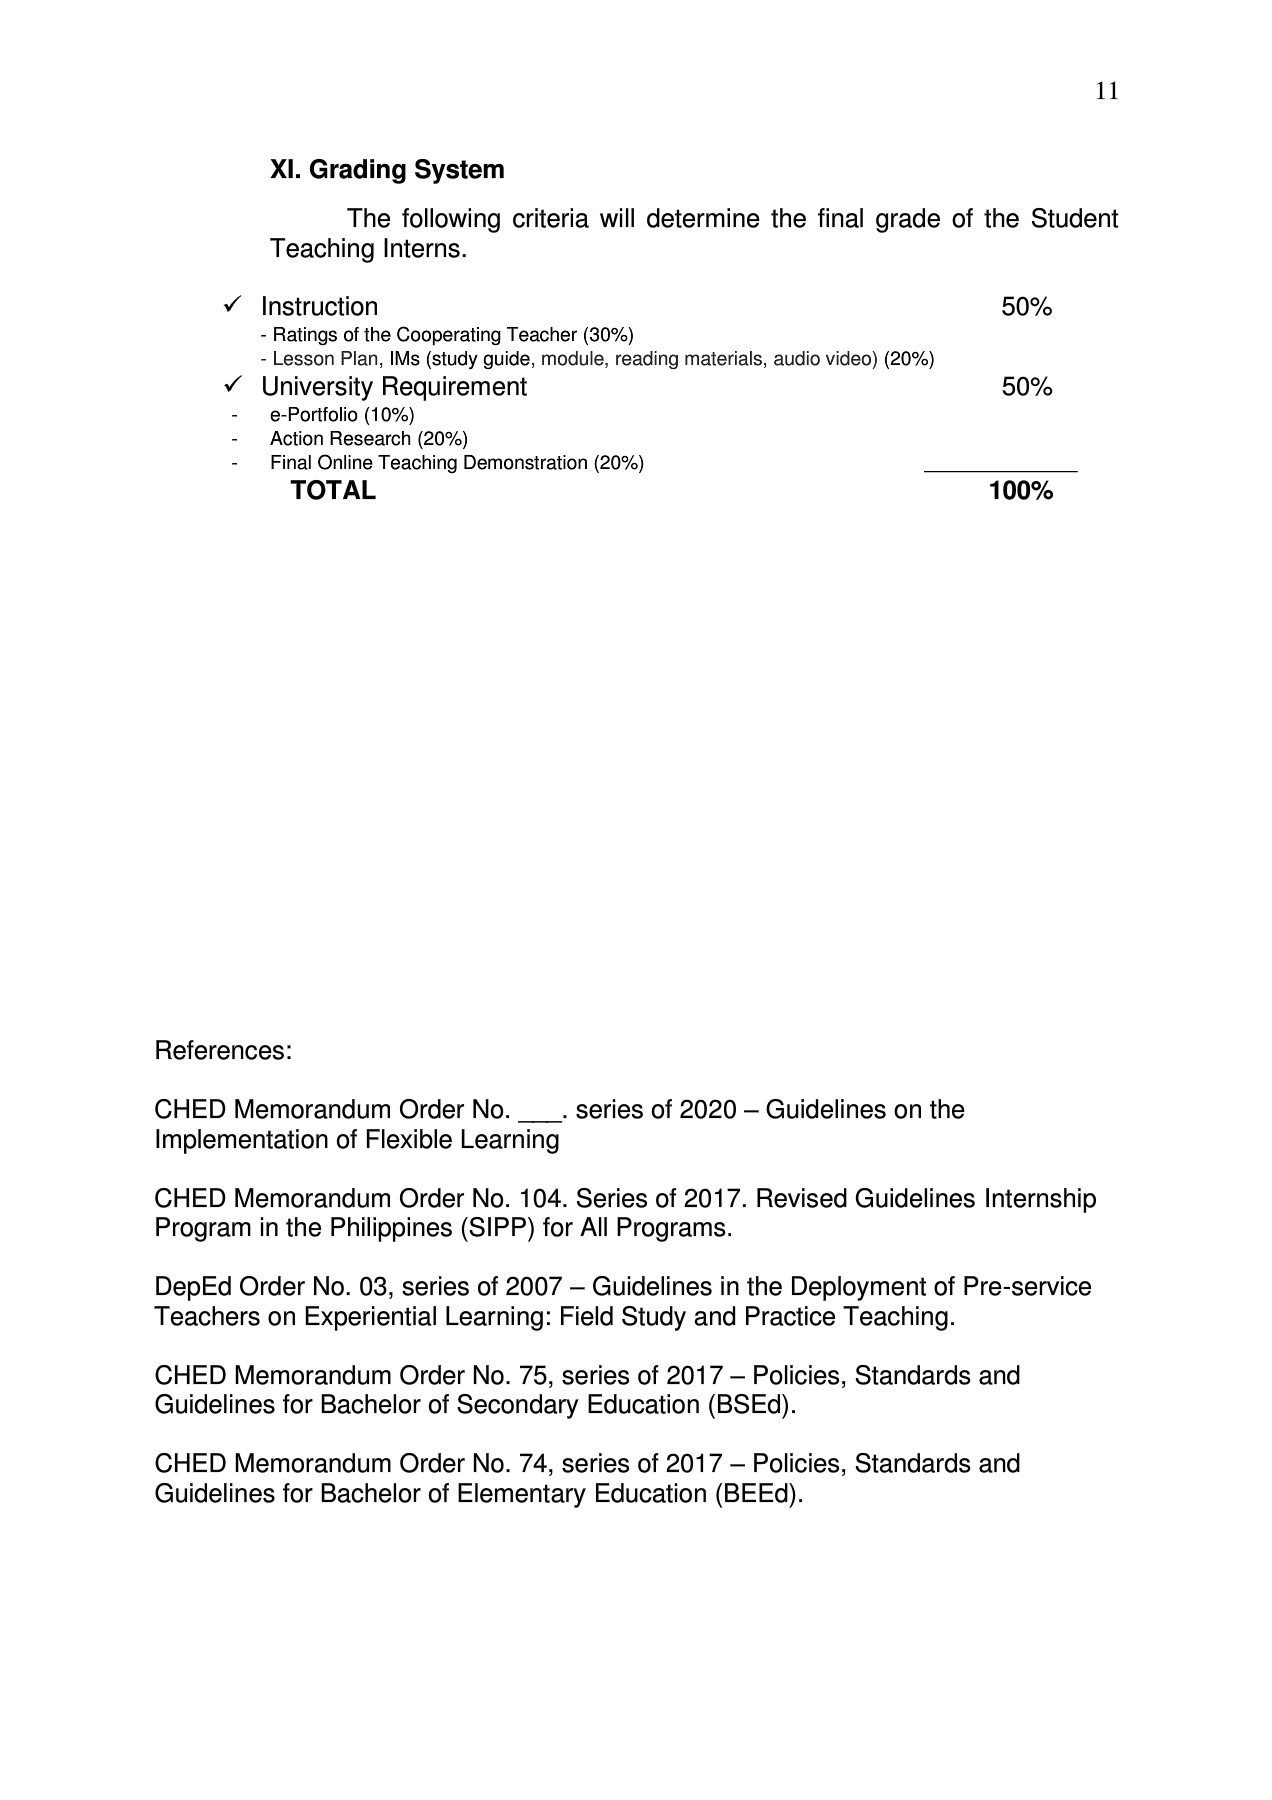 11
XI. Grading System
The following criteria will determine the final grade of the Student
Teaching Interns.
✓ Instruction 50%
- Ratings of the Cooperating Teacher (30%)
- Lesson Plan, IMs (study guide, module, reading materials, audio video) (20%)
✓ University Requirement 50%
- e-Portfolio (10%)
- Action Research (20%)
- Final Online Teaching Demonstration (20%)
TOTAL 100%
References:
CHED Memorandum Order No. ___. series of 2020 – Guidelines on the
Implementation of Flexible Learning
CHED Memorandum Order No. 104. Series of 2017. Revised Guidelines Internship
Program in the Philippines (SIPP) for All Programs.
DepEd Order No. 03, series of 2007 – Guidelines in the Deployment of Pre-service
Teachers on Experiential Learning: Field Study and Practice Teaching.
CHED Memorandum Order No. 75, series of 2017 – Policies, Standards and
Guidelines for Bachelor of Secondary Education (BSEd).
CHED Memorandum Order No. 74, series of 2017 – Policies, Standards and
Guidelines for Bachelor of Elementary Education (BEEd).